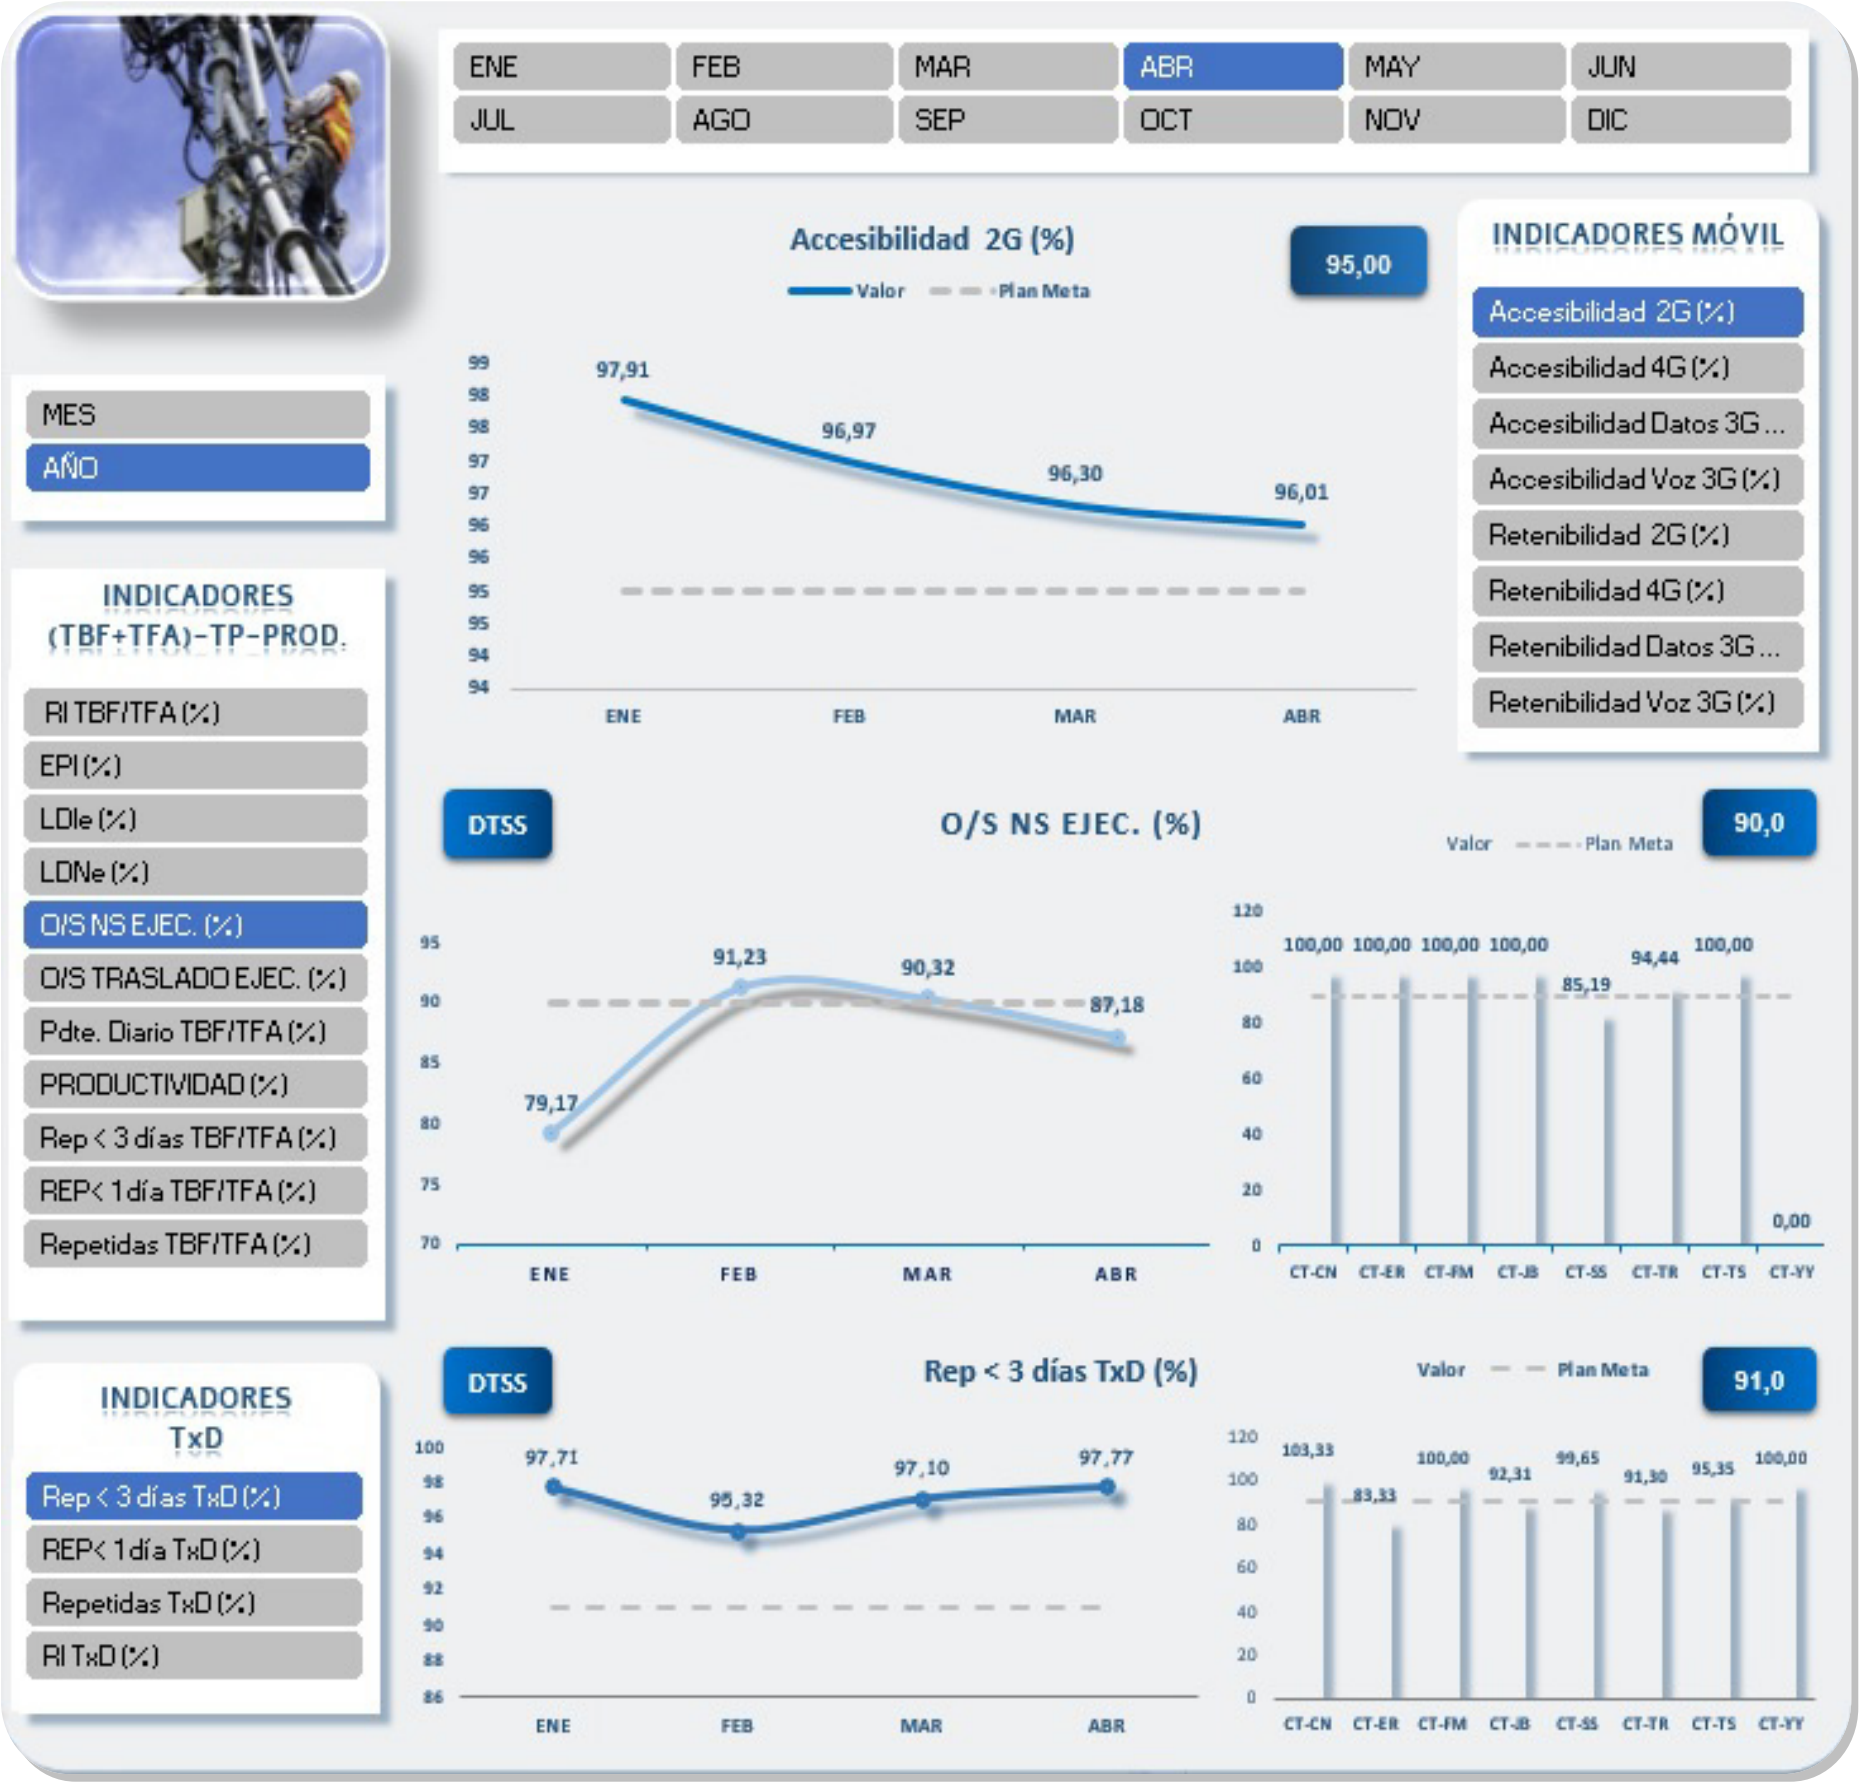 ENE
FEB
MAR
ABR
MAY
JUN
JUL
AGO
SEP
OCT
NOV
DIC
MES
AÑO
INDICADORES
(TBF+TFA)-TP-PROD.
RI TBF/TFA (%)
EPI (%)
LDIe (%)
LDNe (%)
O/S NS EJEC. (%)
O/S TRASLADO EJEC. (%)
Pdte. Diario TBF/TFA (%)
PRODUCTIVIDAD (%)
Rep < 3 días TBF/TFA (%)
REP< 1día TBF/TFA (%)
Repetidas TBF/TFA (%)
INDICADORES
TxD
Rep < 3 días TxD (%)
REP< 1día TxD (%)
Repetidas TxD (%)
RI TxD (%)
Accesibilidad 2G (%)
Valor
Plan Meta
95,00
99
98
98
97
97
96
96
95
95
94
94
97,91
96,97
96,30
96,01
ENE
FEB
MAR
ABR
INDICADORES MÓVIL
Accesibilidad 2G (%)
Accesibilidad 4G (%)
Accesibilidad Datos 3G ...
Accesibilidad Voz 3G (%)
Retenibilidad 2G (%)
Retenibilidad 4G (%)
Retenibilidad Datos 3G ...
Retenibilidad Voz 3G (%)
DTSS
O/S NS EJEC. (%)
Valor
Plan Meta
90,0
95
90
85
80
75
70
79,17
91,23
90,32
87,18
ENE
FEB
MAR
ABR
120
100
80
60
40
20
0
100,00
100,00
100,00
100,00
85,19
94,44
100,00
0,00
CT-CN
CT-ER
CT-FM
CT-JB
CT-SS
CT-TR
CT-TS
CT-YY
DTSS
Rep < 3 días TxD (%)
Valor
Plan Meta
91,0
100
98
96
94
92
90
88
86
97,71
95,32
97,10
97,77
ENE
FEB
MAR
ABR
120
100
80
60
40
20
0
103,33
83,33
100,00
92,31
99,65
91,30
95,35
100,00
CT-CN
CT-ER
CT-FM
CT-JB
CT-SS
CT-TR
CT-TS
CT-YY